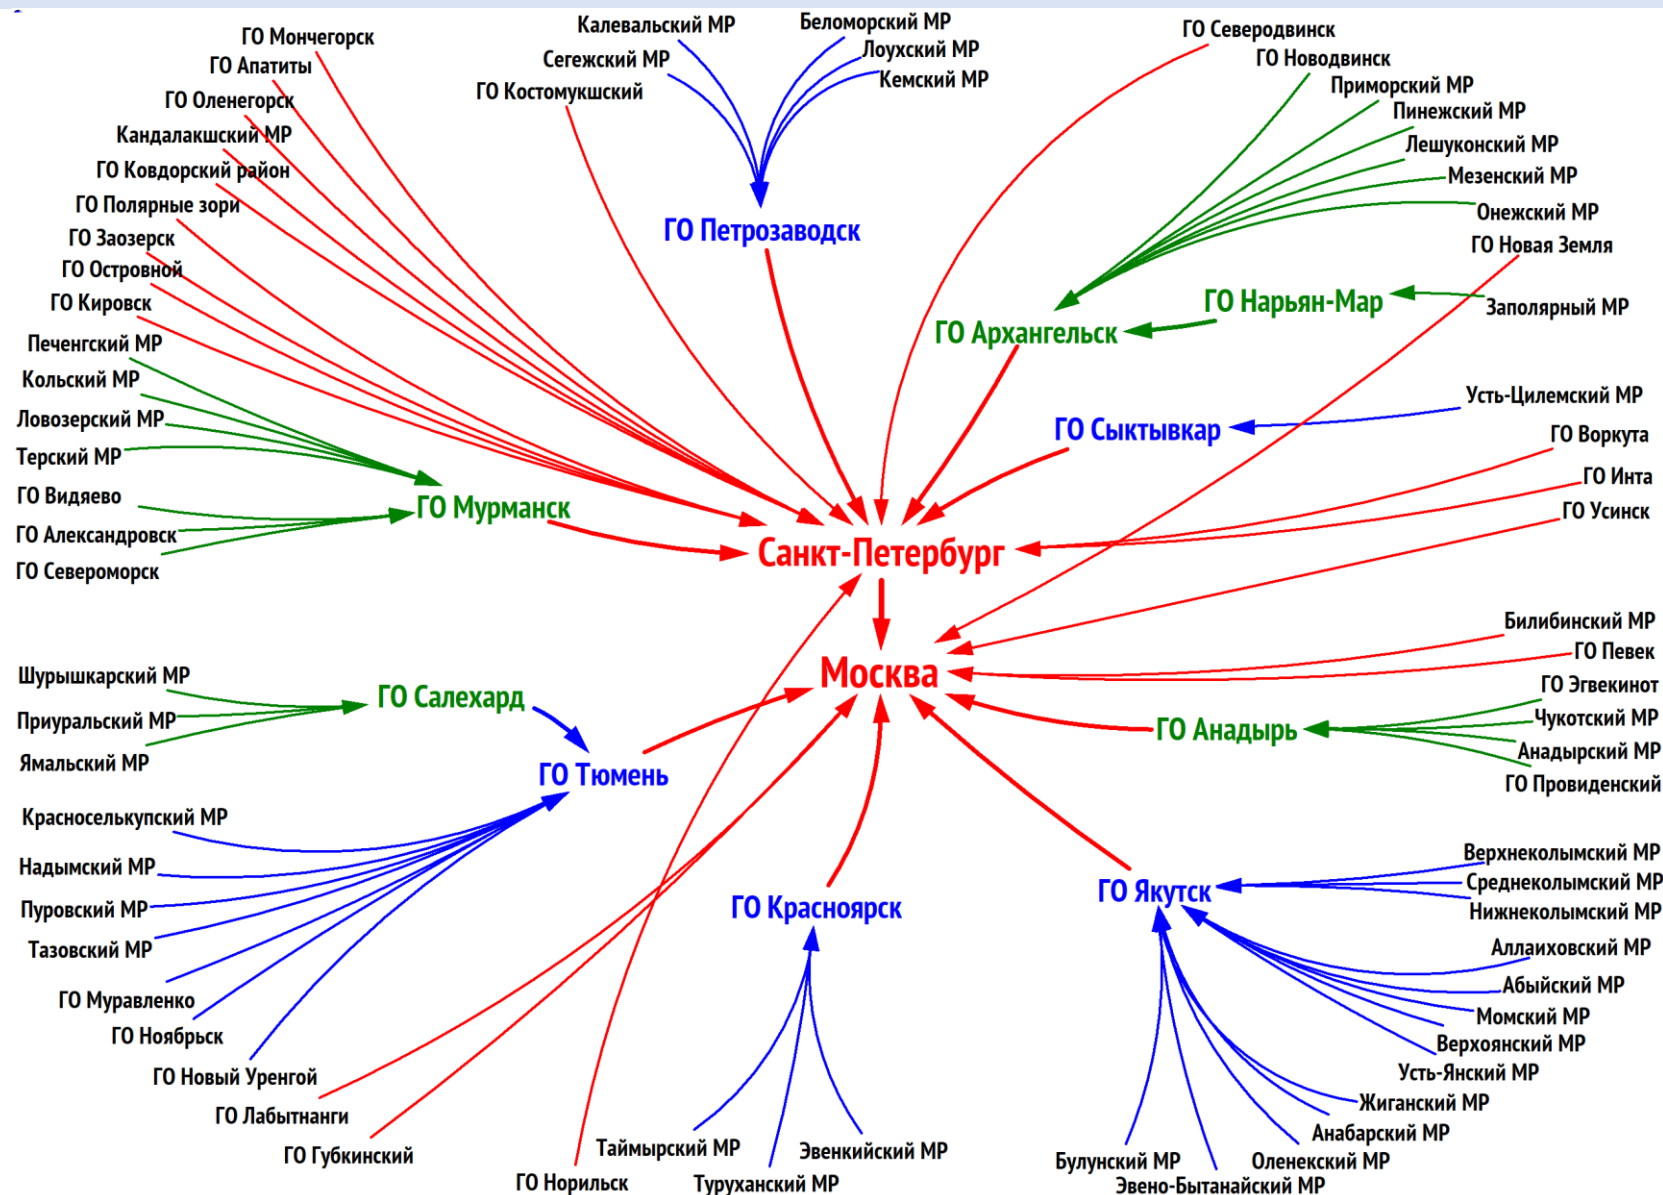 ГО Мончегорск
ГО Апатиты
ГО Оленегорск
Кандалакшский МР
ГО Ковдорский район
ГО Полярные зори
ГО Заозерск
ГО Островной
ГО Кировск
Печенгский МР
Кольский МР
Ловозерский МР
Терский МР
ГО Видяево
ГО Александровск
ГО Североморск
ГО Мурманск
Калевальский МР
Сегежский МР
ГО Костомукшский
Беломорский МР
Лоухский МР
Кемский МР
ГО Петрозаводск
ГО Северодвинск
ГО Новодвинск
Приморский МР
Пинежский МР
Лешуконский МР
Мезенский МР
Онежский МР
ГО Новая Земля
ГО Нарьян-Мар
Заполярный МР
ГО Архангельск
Усть-Цилемский МР
ГО Сыктывкар
ГО Воркута
ГО Инта
ГО Усинск
Санкт-Петербург
Москва
Билибинский МР
ГО Певек
ГО Эгвекинот
Чукотский МР
Анадырский МР
ГО Провиденский
ГО Анадырь
Шурышкарский МР
Приуральский МР
Ямальский МР
ГО Салехард
ГО Тюмень
Красноселькупский МР
Надымский МР
Пуровский МР
Тазовский МР
ГО Муравленко
ГО Ноябрьск
ГО Новый Уренгой
ГО Лабытнанги
ГО Губкинский
ГО Норильск
ГО Красноярск
Таймырский МР
Туруханский МР
Эвенкийский МР
ГО Якутск
Верхнеколымский МР
Среднеколымский МР
Нижнеколымский МР
Аллаиховский МР
Абыйский МР
Момский МР
Верхоянский МР
Усть-Янский МР
Жиганский МР
Анабарский МР
Оленекский МР
Булунский МР
Эвено-Бытанайский МР